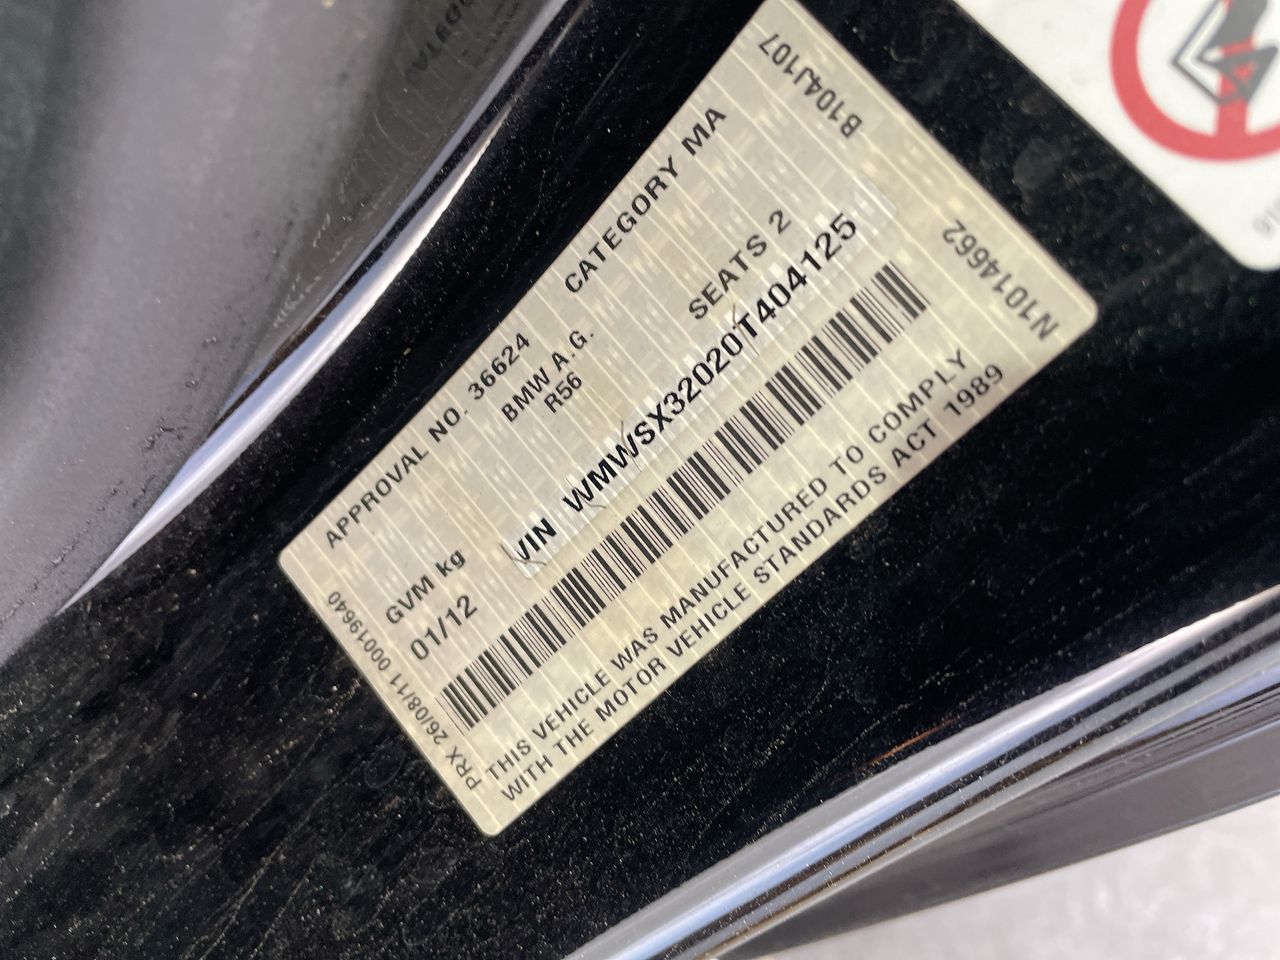 APPROVAL NO. 36624 CATEGORY MA
BMW A.G.
R56
GVM kg SEATS 2
01/12
VIN WMWSX32020T404125
THIS VEHICLE WAS MANUFACTURED TO COMPLY
WITH THE MOTOR VEHICLE STANDARDS ACT 1989
PRX 26/08/11 00019640
B104J107
N1014662